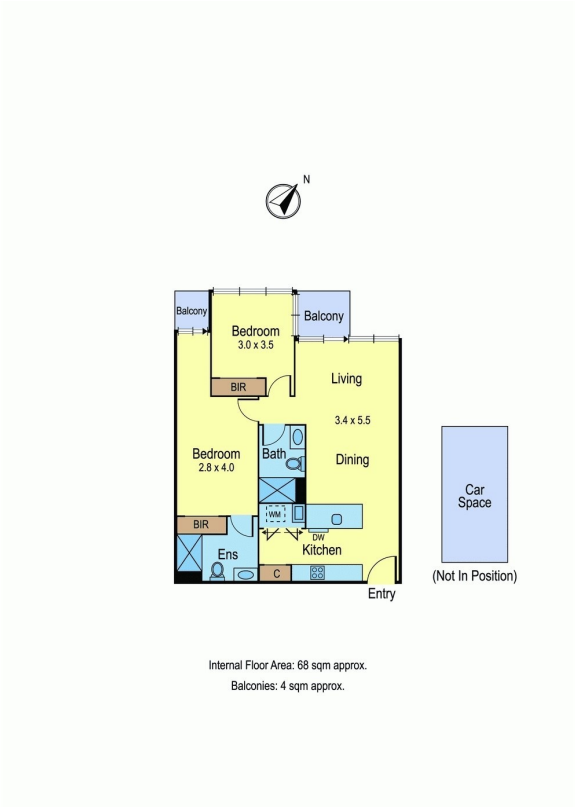 N
Balcony
Balcony
Bedroom
3.0 x 3.5
BIR
Living
3.4 x 5.5
Dining
Bath
Bedroom
2.8 x 4.0
BIR
WM
DW
Ens
Kitchen
C
Entry
Car
Space
(Not In Position)
Internal Floor Area: 68 sqm approx.
Balconies: 4 sqm approx.